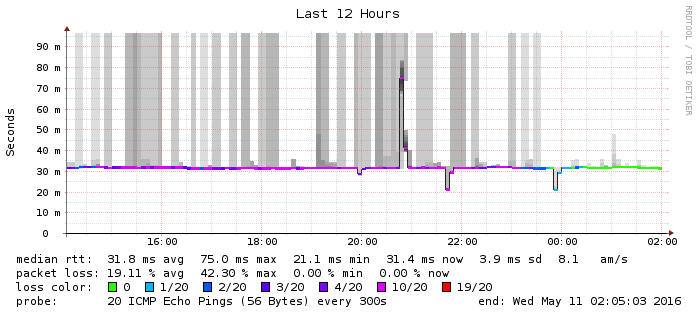 Last 12 Hours
RRDTOOL / TOBI OETIKER
Seconds
90 m
80 m
70 m
60 m
50 m
40 m
30 m
20 m
10 m
0
16:00 18:00 20:00 22:00 00:00 02:00
median rtt: 31.8 ms avg 75.0 ms max 21.1 ms min 31.4 ms now 3.9 ms sd 8.1 am/s
packet loss: 19.11 % avg 42.30 % max 0.00 % min 0.00 % now
loss color: 0 1/20 2/20 3/20 4/20 10/20 19/20
probe: 20 ICMP Echo Pings (56 Bytes) every 300s end: Wed May 11 02:05:03 2016